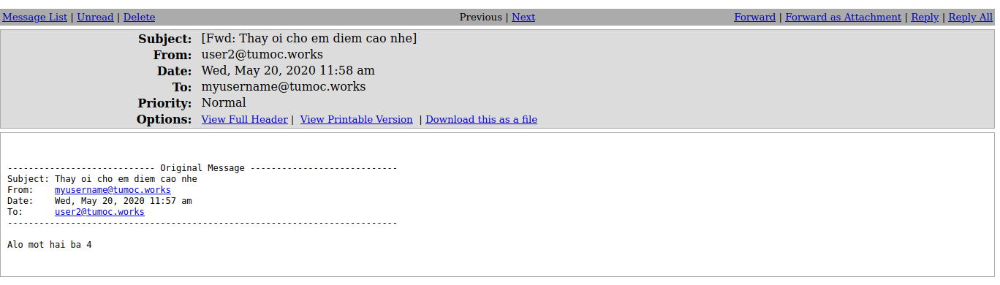 Message List | Unread | Delete Previous | Next Forward | Forward as Attachment | Reply | Reply All
Subject: [Fwd: Thay oi cho em diem cao nhe]
From: user2@tumoc.works
Date: Wed, May 20, 2020 11:58 am
To: myusername@tumoc.works
Priority: Normal
Options: View Full Header | View Printable Version | Download this as a file
---------------------------- Original Message ----------------------------
Subject: Thay oi cho em diem cao nhe
From: myusername@tumoc.works
Date: Wed, May 20, 2020 11:57 am
To: user2@tumoc.works
--------------------------------------------------------------------------
Alo mot hai ba 4